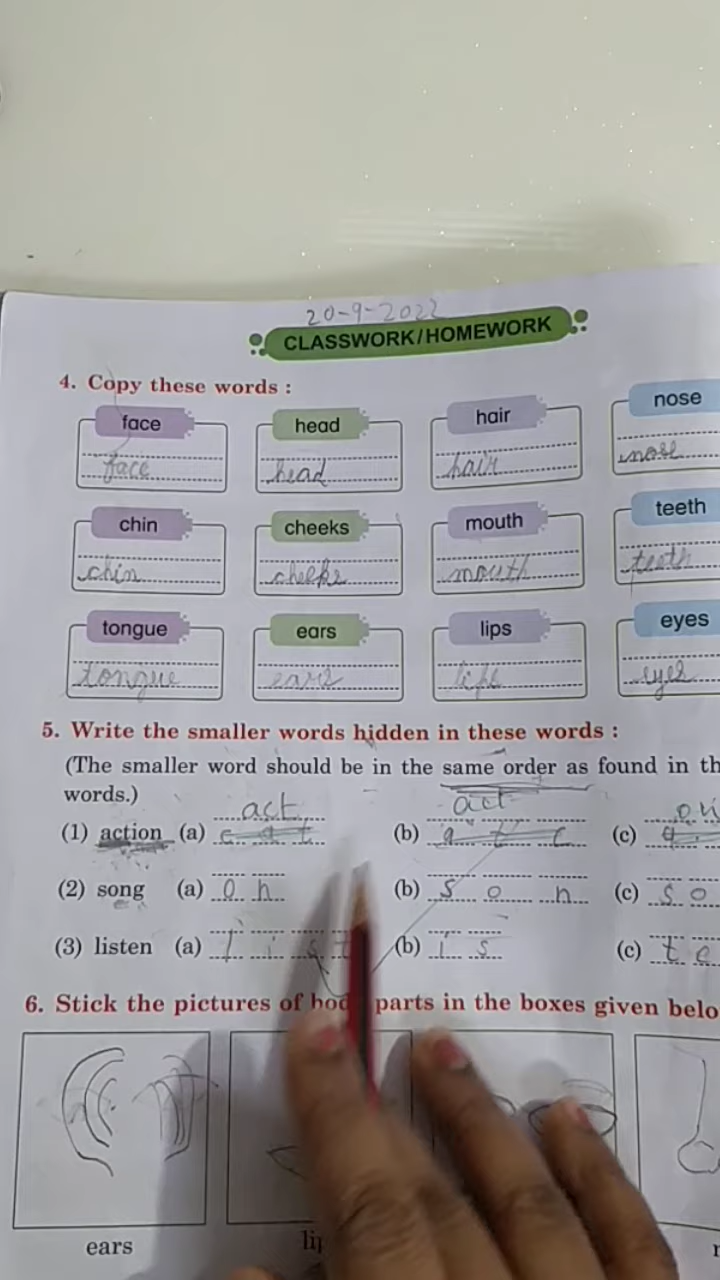 20-9-2022
CLASSWORK/HOMEWORK
4. Copy these words :
face head hair nose
face head hair nose
chin cheeks mouth teeth
chin cheeks mouth teeth
tongue ears lips eyes
tongue ears lips eyes
5. Write the smaller words hidden in these words :
(The smaller word should be in the same order as found in th
words.)
act act
(1) action (a) c a t (b) a t c (c)
(2) song (a) o n (b) s o n (c) s o
(3) listen (a) l i s t (b) i s (c) t e
6. Stick the pictures of body parts in the boxes given belo
ears